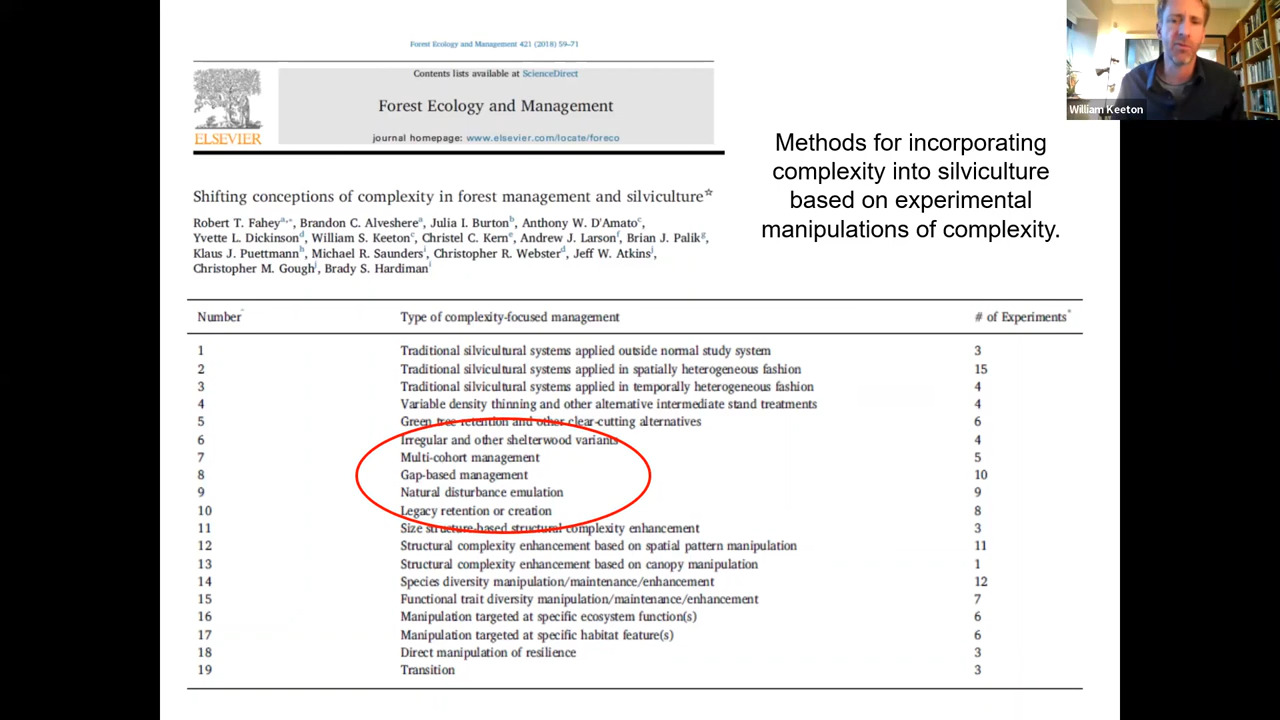 Forest Ecology and Management 421 (2018) 59–71
Contents lists available at ScienceDirect
Forest Ecology and Management
journal homepage: www.elsevier.com/locate/foreco
ELSEVIER
William Keeton
Methods for incorporating
complexity into silviculture
based on experimental
manipulations of complexity.
Shifting conceptions of complexity in forest management and silviculture☆
Robert T. Fahey a,*, Brandon C. Alveshere a, Julia I. Burton b, Anthony W. D'Amato c,
Yvette L. Dickinson d, William S. Keeton c, Christel C. Kern e, Andrew J. Larson f, Brian J. Palik g,
Klaus J. Puettmann h, Michael R. Saunders i, Christopher R. Webster d, Jeff W. Atkins j,
Christopher M. Gough j, Brady S. Hardiman i
Number Type of complexity-focused management # of Experiments*
1 Traditional silvicultural systems applied outside normal study system 3
2 Traditional silvicultural systems applied in spatially heterogeneous fashion 15
3 Traditional silvicultural systems applied in temporally heterogeneous fashion 4
4 Variable density thinning and other alternative intermediate stand treatments 4
5 Green tree retention and other clear-cutting alternatives 6
6 Irregular and other shelterwood variants 4
7 Multi-cohort management 5
8 Gap-based management 10
9 Natural disturbance emulation 9
10 Legacy retention or creation 8
11 Size structure-based structural complexity enhancement 3
12 Structural complexity enhancement based on spatial pattern manipulation 11
13 Structural complexity enhancement based on canopy manipulation 1
14 Species diversity manipulation/maintenance/enhancement 12
15 Functional trait diversity manipulation/maintenance/enhancement 7
16 Manipulation targeted at specific ecosystem function(s) 6
17 Manipulation targeted at specific habitat feature(s) 6
18 Direct manipulation of resilience 3
19 Transition 3